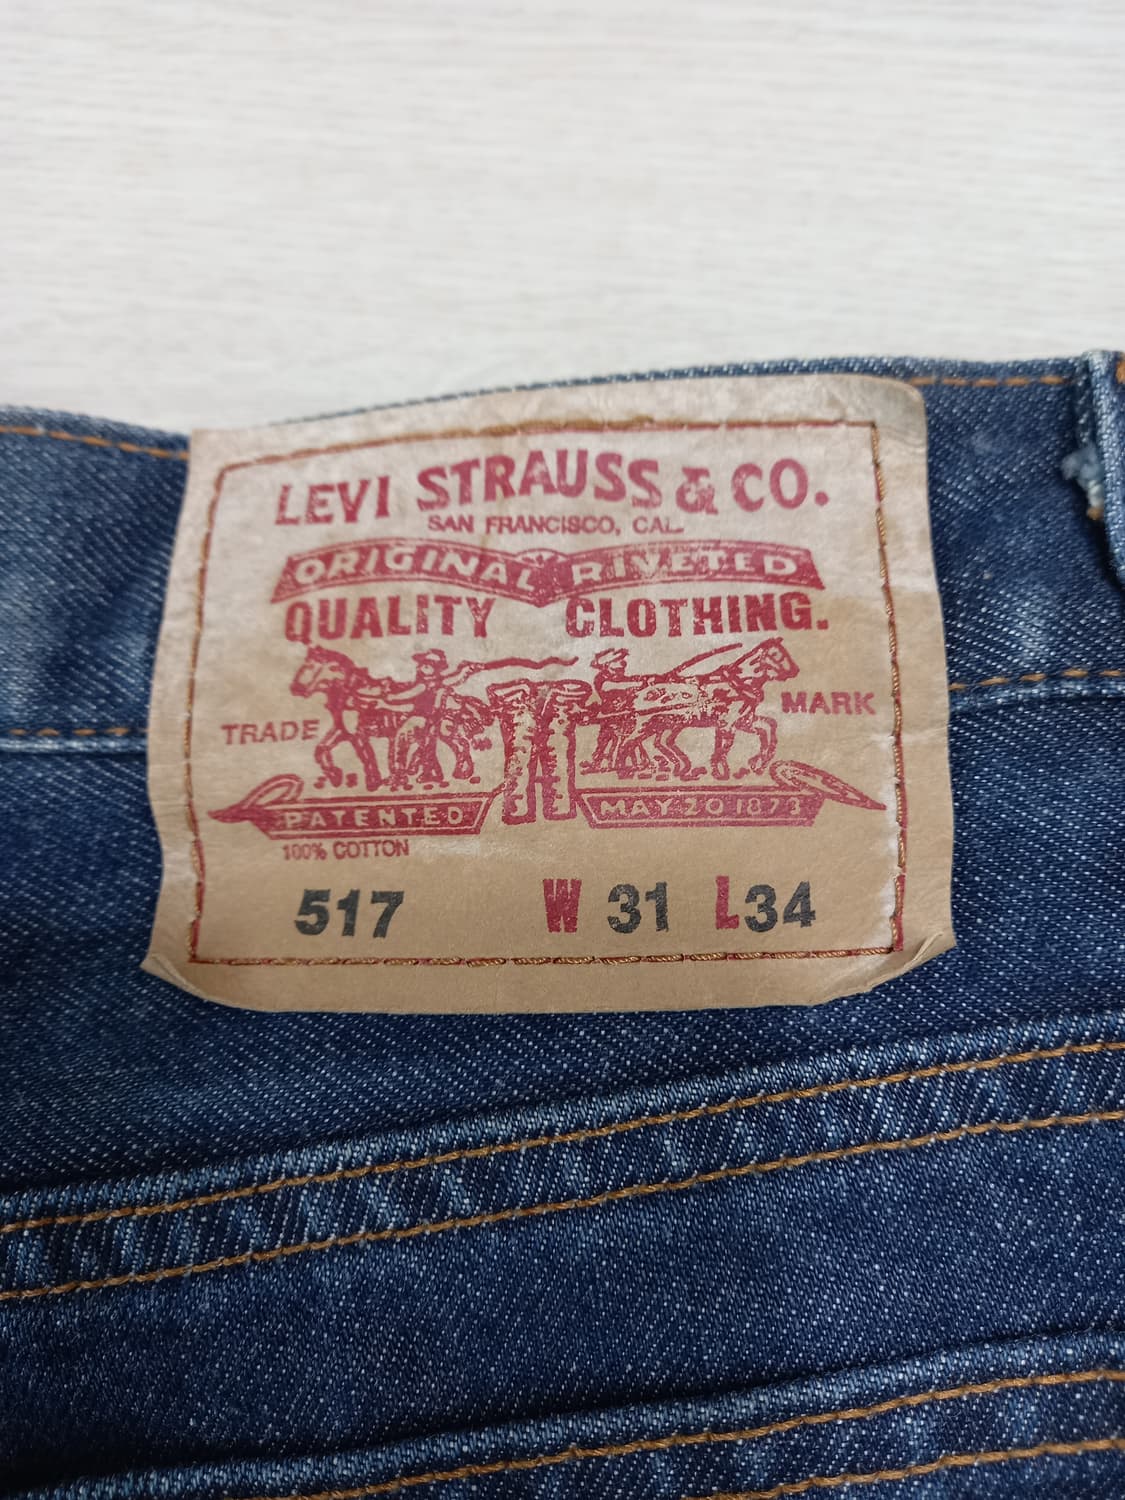 LEVI STRAUSS & CO.
SAN FRANCISCO, CAL.
ORIGINAL RIVETED
QUALITY CLOTHING.
TRADE MARK
PATENTED MAY 20 1873
100% COTTON
517 W 31 L34